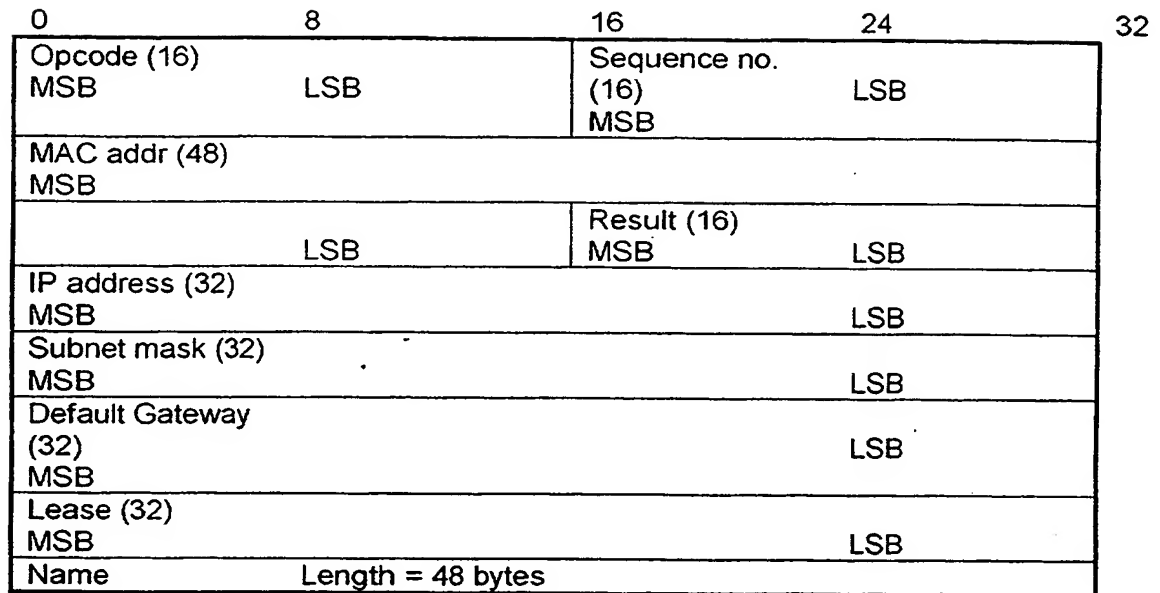 0 8 16 24 32
Opcode (16) Sequence no.
MSB LSB (16) LSB
MSB
MAC addr (48)
MSB
Result (16)
LSB MSB LSB
IP address (32)
MSB LSB
Subnet mask (32)
MSB LSB
Default Gateway
(32) LSB
MSB
Lease (32)
MSB LSB
Name Length = 48 bytes